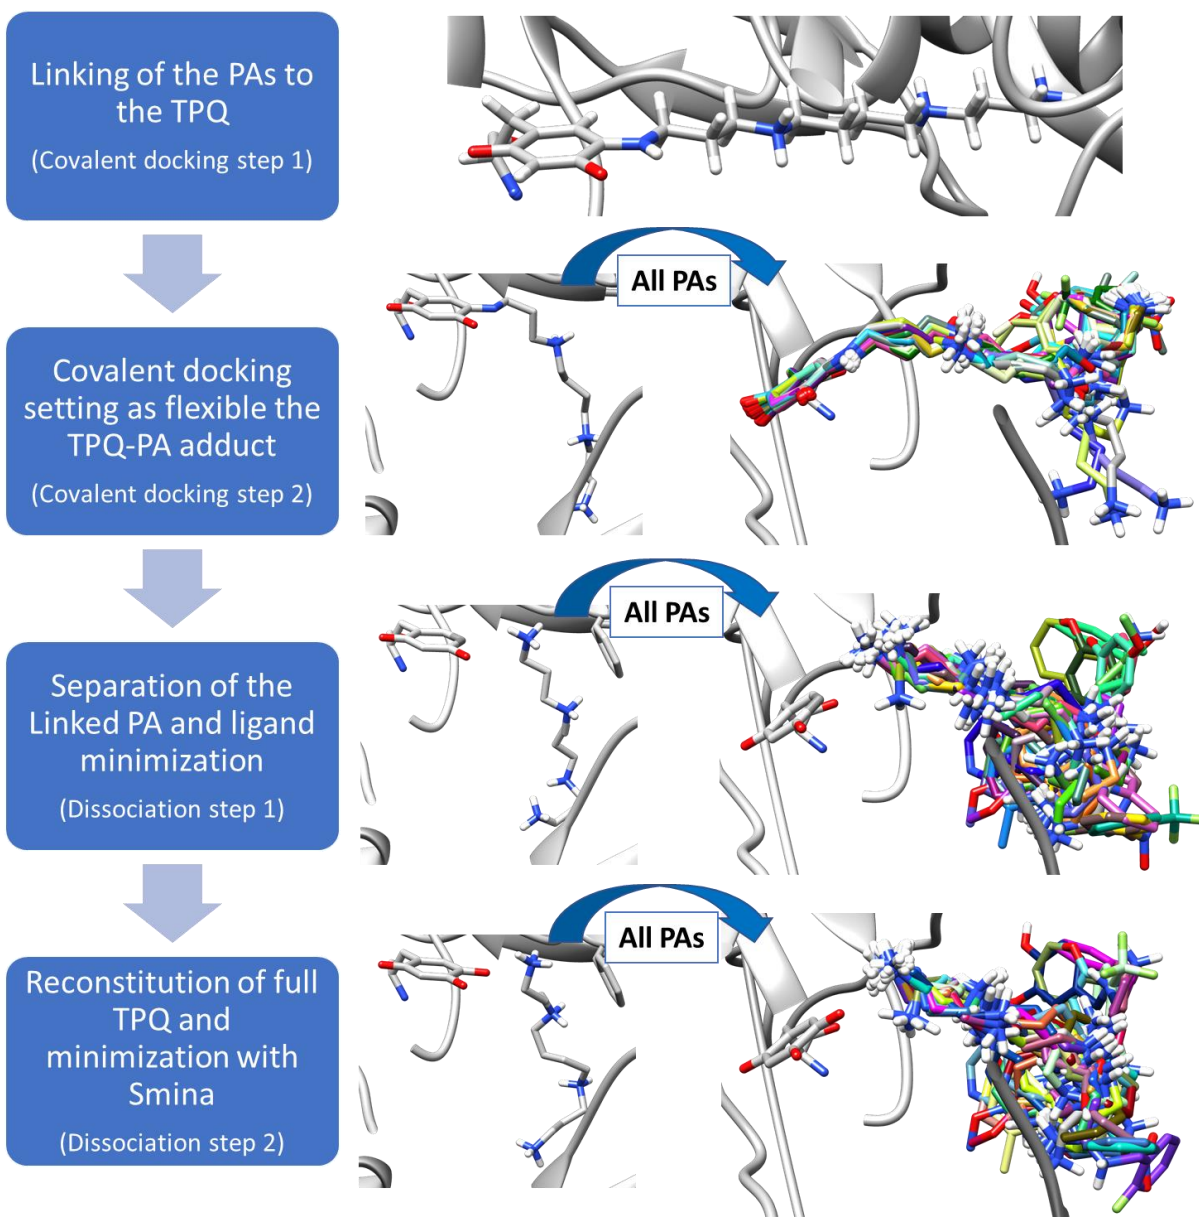 Linking of the PAs to
the TPQ
(Covalent docking step 1)
All PAs
Covalent docking
setting as flexible the
TPQ-PA adduct
(Covalent docking step 2)
All PAs
Separation of the
Linked PA and ligand
minimization
(Dissociation step 1)
All PAs
Reconstitution of full
TPQ and
minimization with
Smina
(Dissociation step 2)